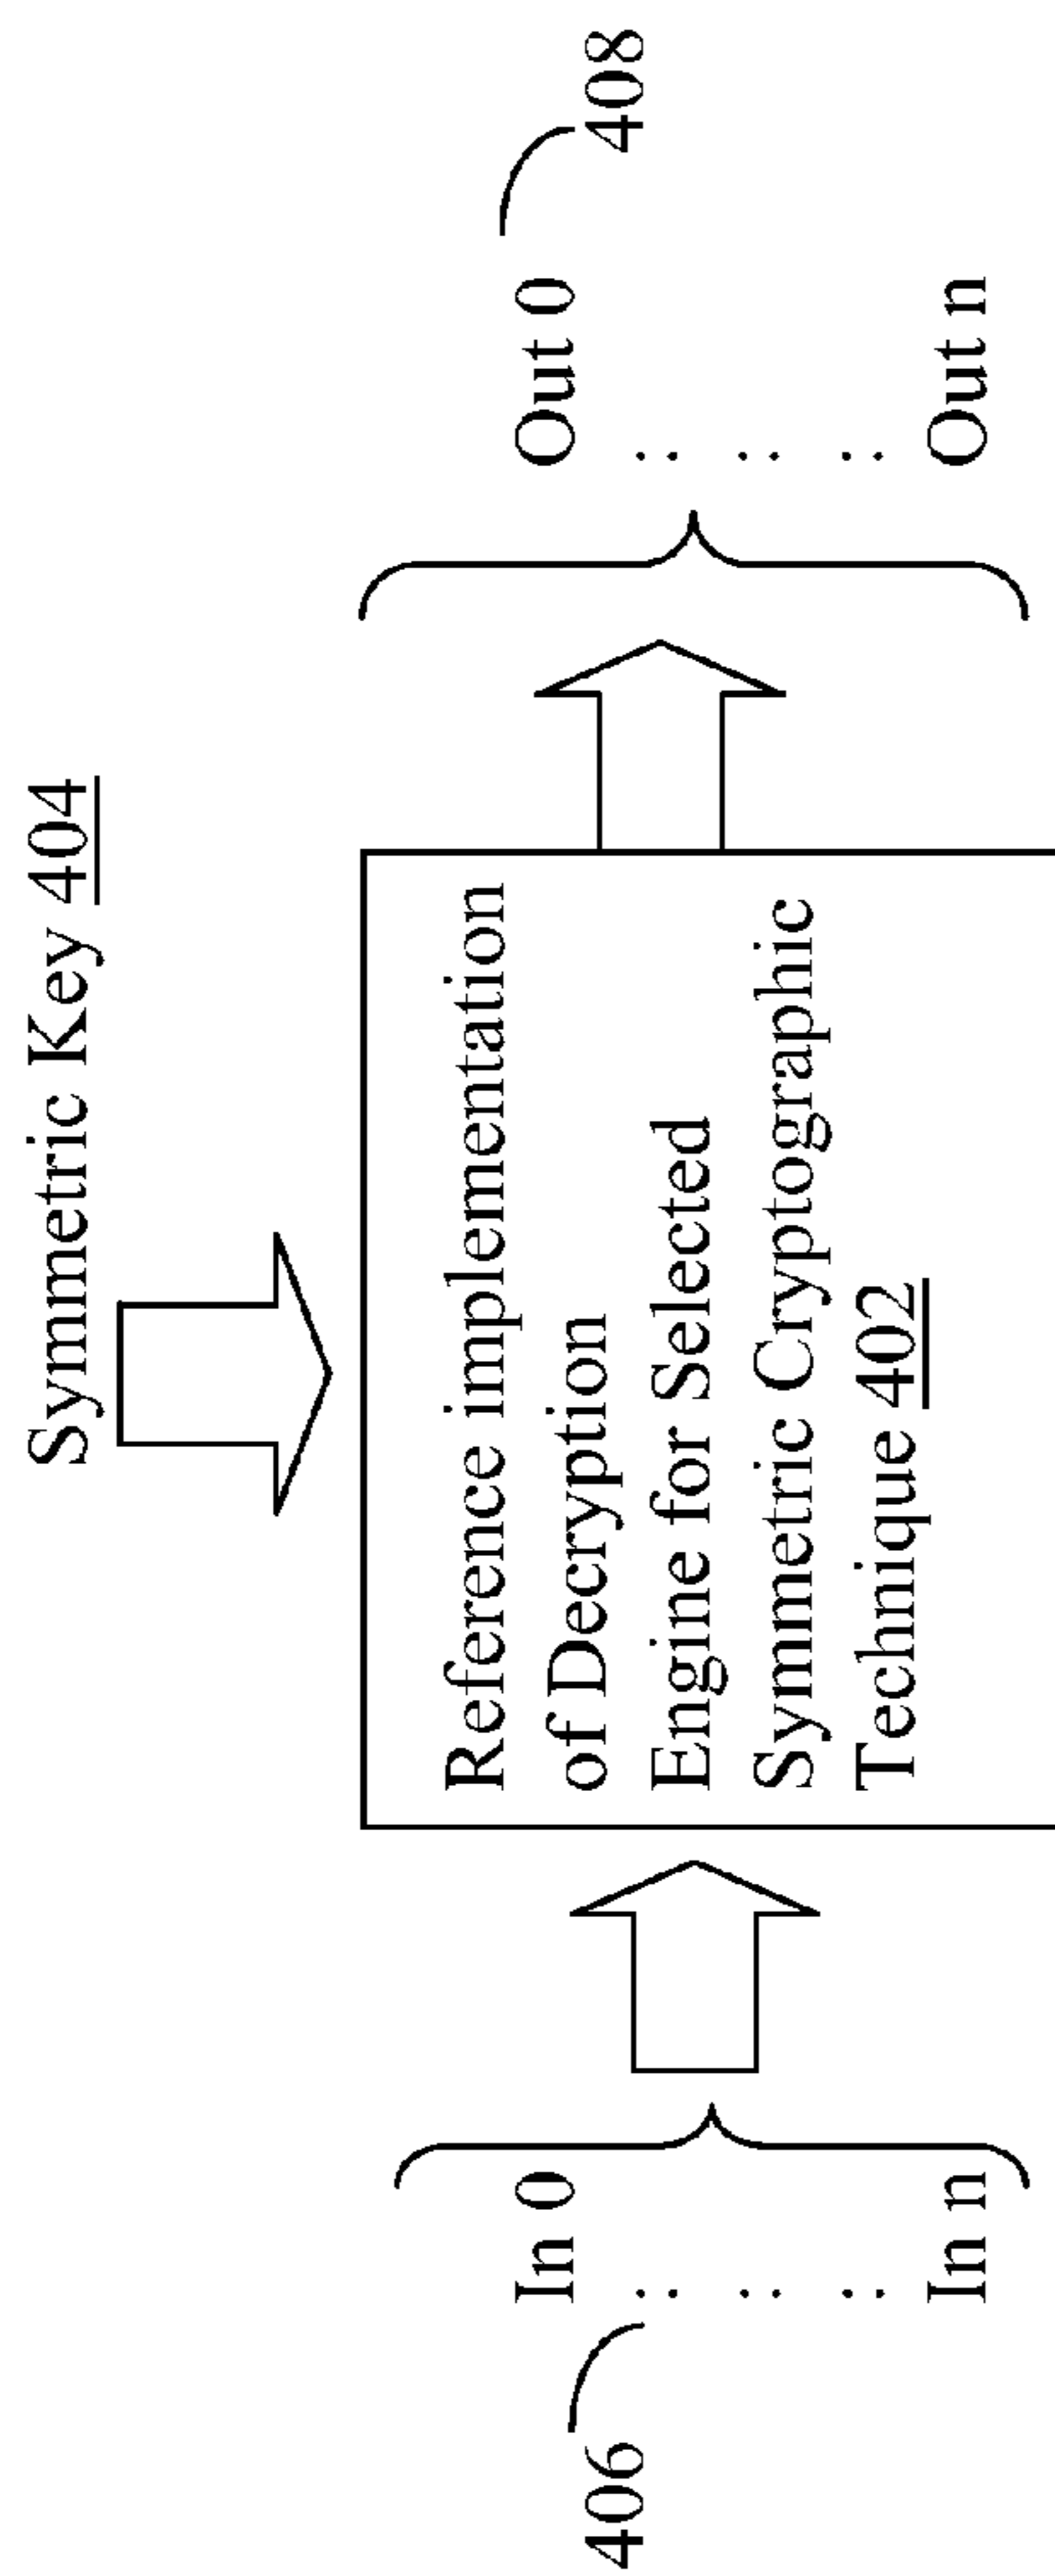 Symmetric Key 404
406
In 0
:
:
:
In n
Reference implementation
of Decryption
Engine for Selected
Symmetric Cryptographic
Technique 402
Out 0
:
:
:
Out n
408